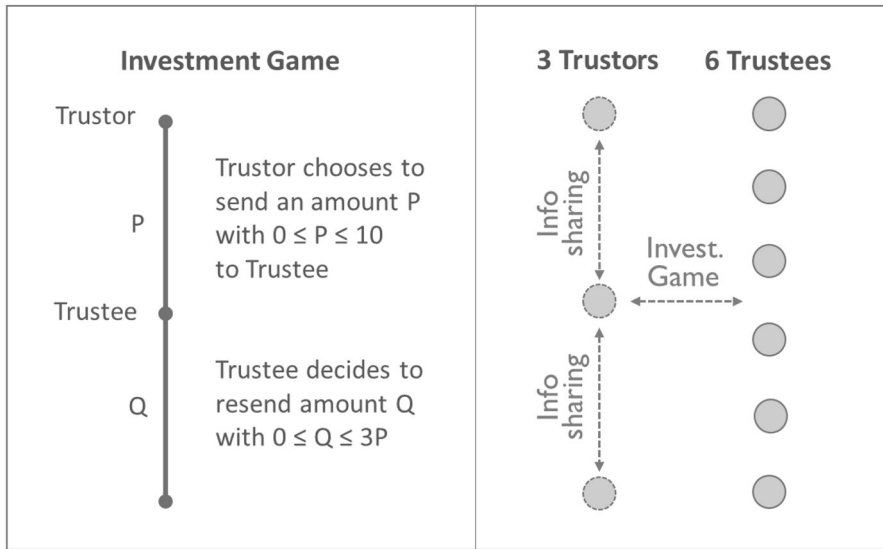 Investment Game
Trustor
P
Trustor chooses to
send an amount P
with 0 ≤ P ≤ 10
to Trustee
Trustee
Q
Trustee decides to
resend amount Q
with 0 ≤ Q ≤ 3P
3 Trustors
6 Trustees
Info
sharing
Invest.
Game
Info
sharing